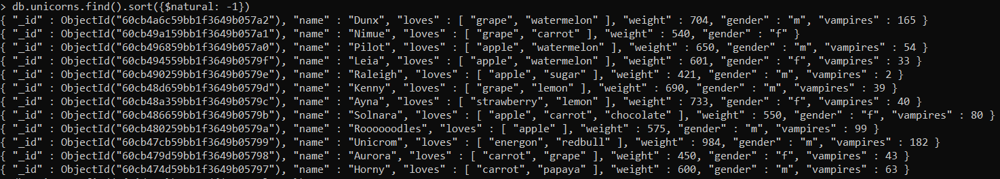 > db.unicorns.find().sort({$natural: -1})
{ "_id" : ObjectId("60cb4a6c59bb1f3649b057a2"), "name" : "Dunx", "loves" : [ "grape", "watermelon" ], "weight" : 704, "gender" : "m", "vampires" : 165 }
{ "_id" : ObjectId("60cb49a159bb1f3649b057a1"), "name" : "Nimue", "loves" : [ "grape", "carrot" ], "weight" : 540, "gender" : "f" }
{ "_id" : ObjectId("60cb496859bb1f3649b057a0"), "name" : "Pilot", "loves" : [ "apple", "watermelon" ], "weight" : 650, "gender" : "m", "vampires" : 54 }
{ "_id" : ObjectId("60cb494559bb1f3649b0579f"), "name" : "Leia", "loves" : [ "apple", "watermelon" ], "weight" : 601, "gender" : "f", "vampires" : 33 }
{ "_id" : ObjectId("60cb490259bb1f3649b0579e"), "name" : "Raleigh", "loves" : [ "apple", "sugar" ], "weight" : 421, "gender" : "m", "vampires" : 2 }
{ "_id" : ObjectId("60cb48d659bb1f3649b0579d"), "name" : "Kenny", "loves" : [ "grape", "lemon" ], "weight" : 690, "gender" : "m", "vampires" : 39 }
{ "_id" : ObjectId("60cb48a359bb1f3649b0579c"), "name" : "Ayna", "loves" : [ "strawberry", "lemon" ], "weight" : 733, "gender" : "f", "vampires" : 40 }
{ "_id" : ObjectId("60cb486659bb1f3649b0579b"), "name" : "Solnara", "loves" : [ "apple", "carrot", "chocolate" ], "weight" : 550, "gender" : "f", "vampires" : 80 }
{ "_id" : ObjectId("60cb480259bb1f3649b0579a"), "name" : "Roooooodles", "loves" : [ "apple" ], "weight" : 575, "gender" : "m", "vampires" : 99 }
{ "_id" : ObjectId("60cb47cb59bb1f3649b05799"), "name" : "Unicrom", "loves" : [ "energon", "redbull" ], "weight" : 984, "gender" : "m", "vampires" : 182 }
{ "_id" : ObjectId("60cb479d59bb1f3649b05798"), "name" : "Aurora", "loves" : [ "carrot", "grape" ], "weight" : 450, "gender" : "f", "vampires" : 43 }
{ "_id" : ObjectId("60cb474d59bb1f3649b05797"), "name" : "Horny", "loves" : [ "carrot", "papaya" ], "weight" : 600, "gender" : "m", "vampires" : 63 }